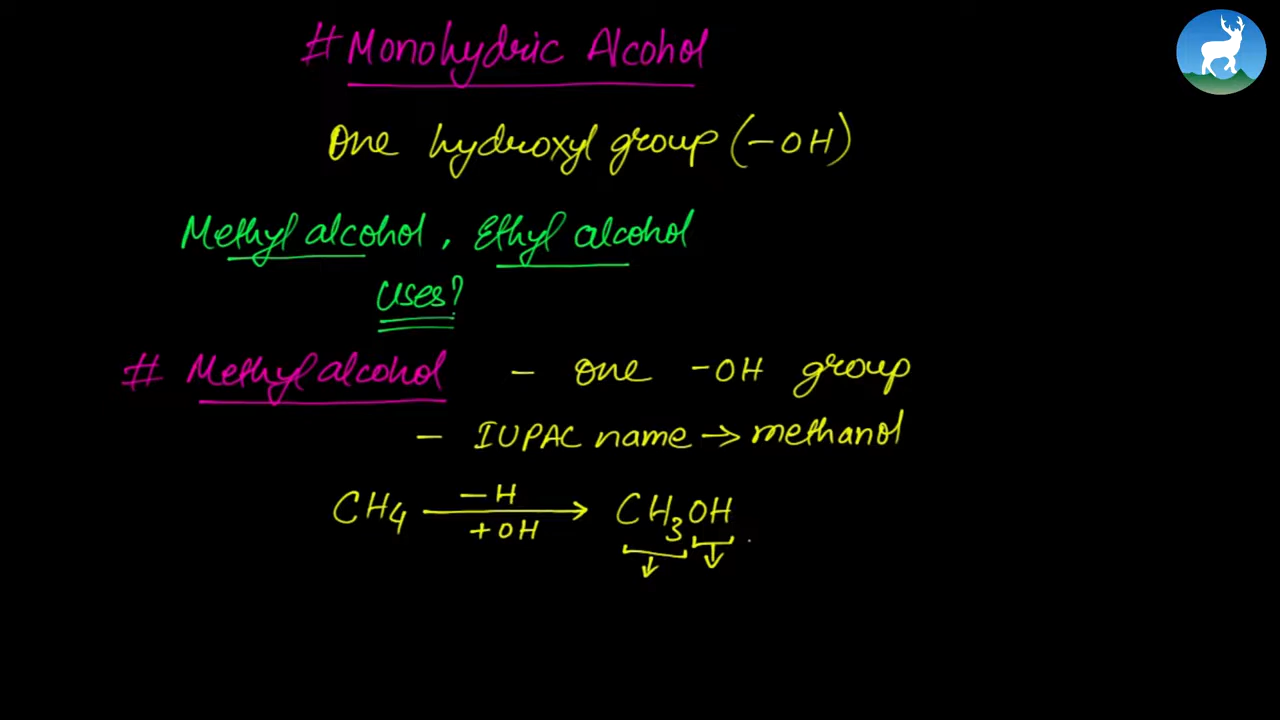 # Monohydric Alcohol
One hydroxyl group (-OH)
Methyl alcohol, Ethyl alcohol
Uses?
# Methyl alcohol - One -OH group
- IUPAC name → methanol
CH4 -H +OH → CH3OH